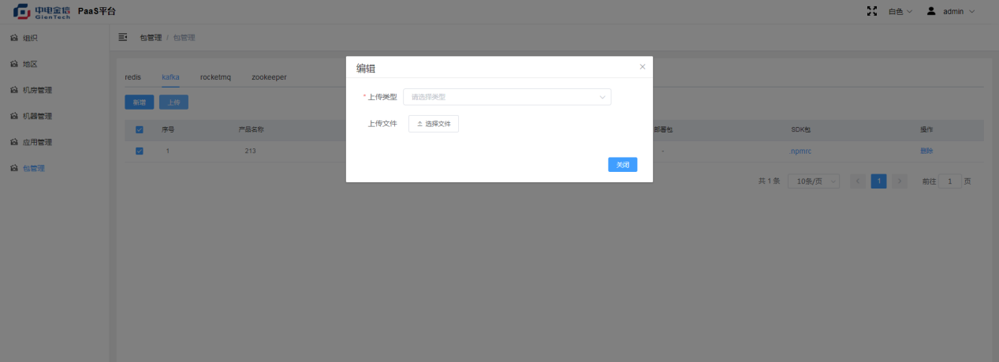 中电金信 GienTech PaaS平台
白色 admin
组织
地区
机房管理
机器管理
应用管理
包管理
包管理 / 包管理
redis kafka rocketmq zookeeper
新增 上传
序号 产品名称 部署包 SDK包 操作
1 213 - .npmrc 删除
共 1 条 10条/页 1 前往 1 页
编辑
* 上传类型 请选择类型
上传文件 选择文件
关闭